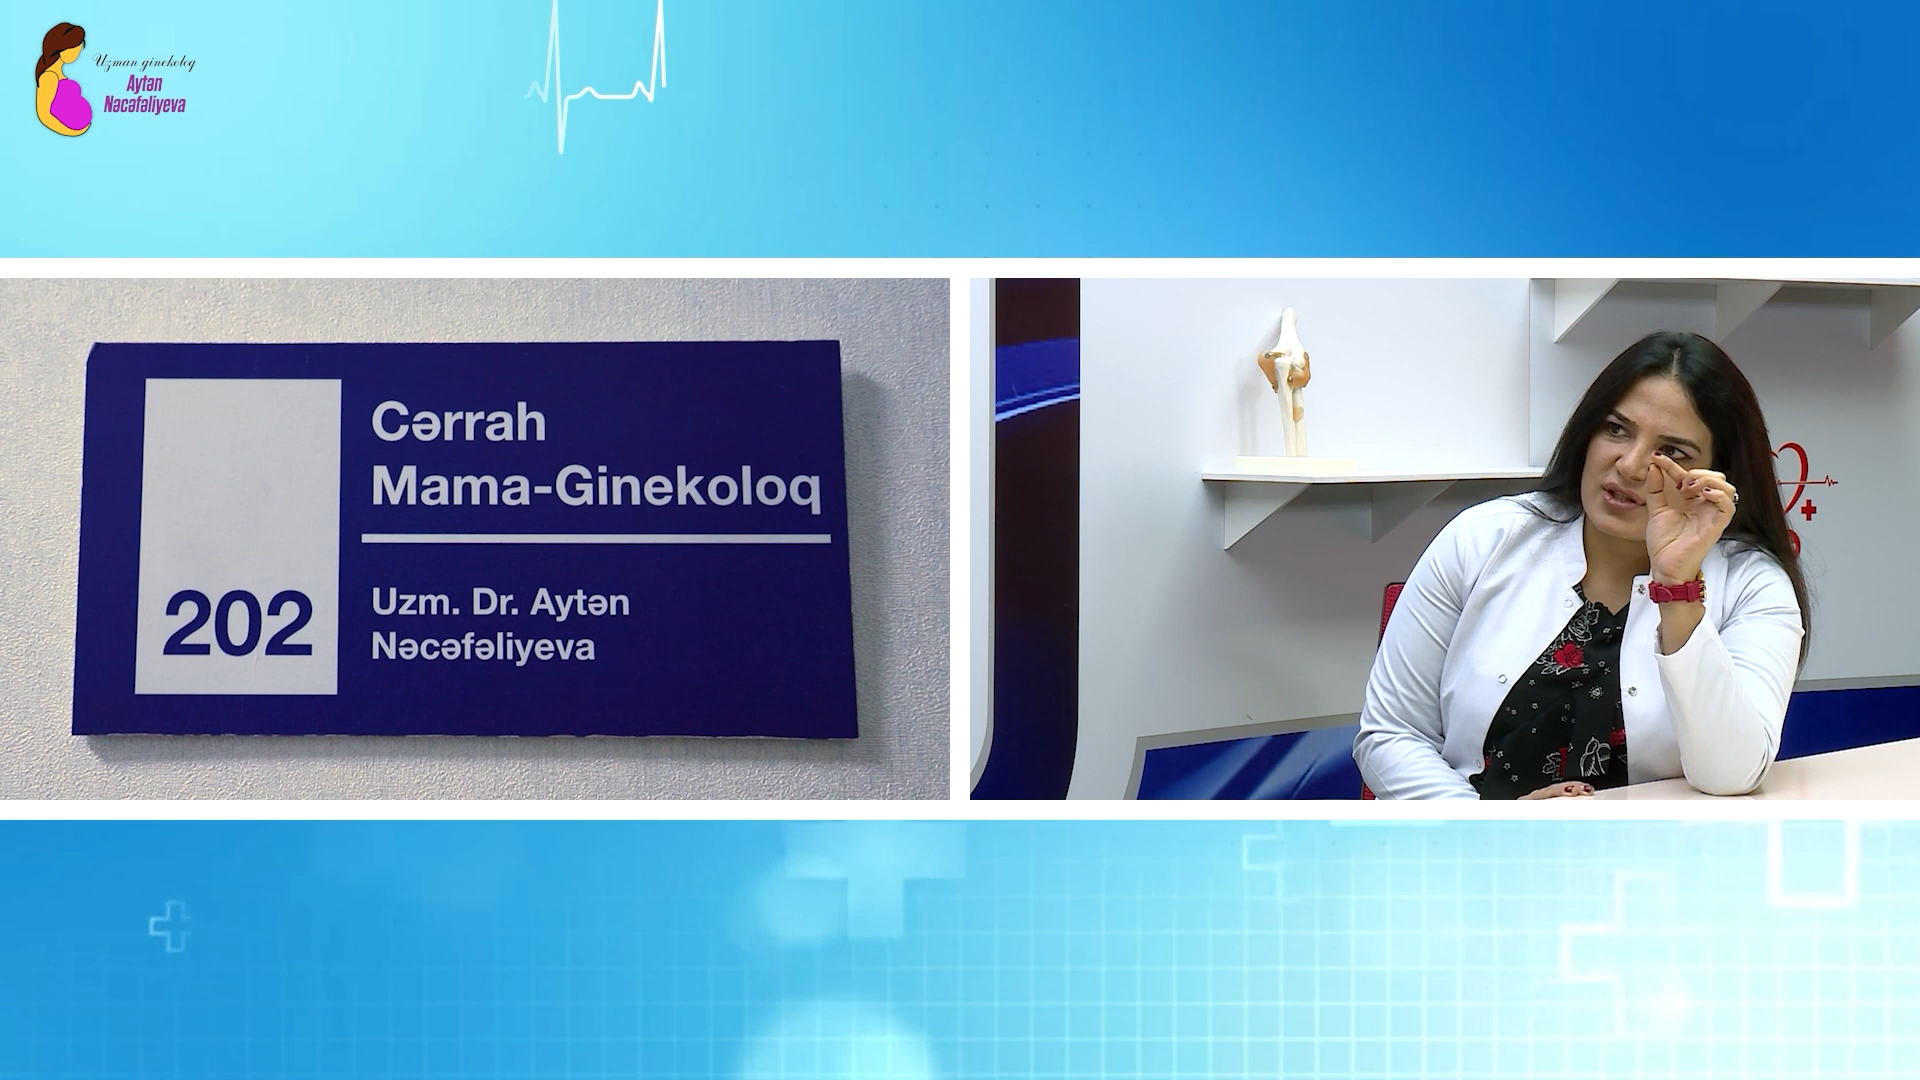 Uzman ginekoloq
Aytən
Nəcəfəliyeva
Cərrah
Mama-Ginekoloq
202
Uzm. Dr. Aytən
Nəcəfəliyeva